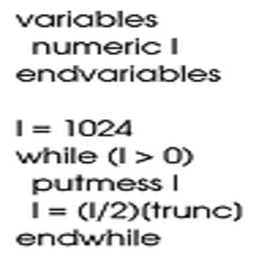 variables
numeric I
endvariables
I = 1024
while (I > 0)
putmess I
I = (I/2)(trunc)
endwhile